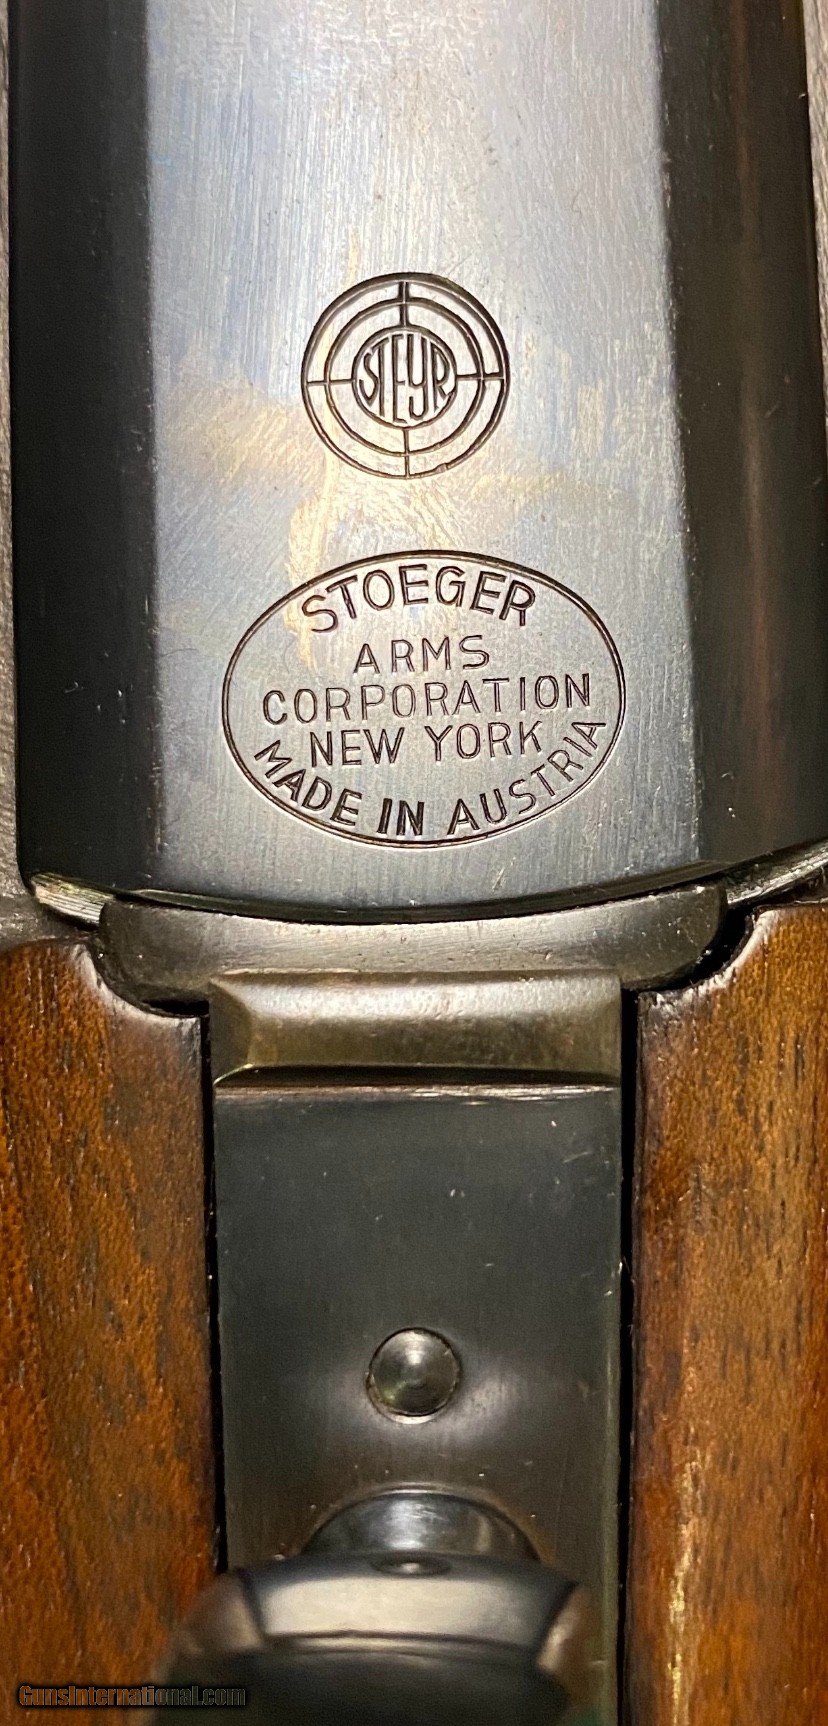 STEYR
STOEGER
ARMS
CORPORATION
NEW YORK
MADE IN AUSTRIA
GunsInternational.com